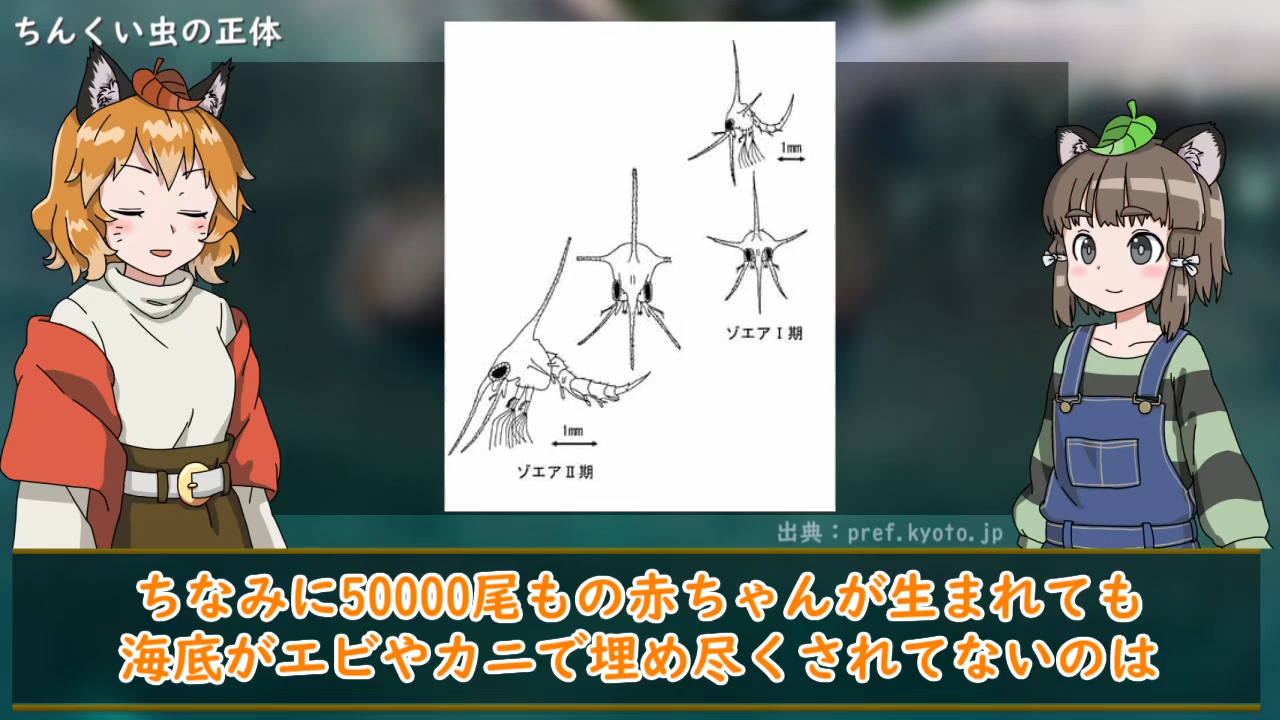 ちんくい虫の正体
1mm
ゾエアⅠ期
1mm
ゾエアⅡ期
出典：pref.kyoto.jp
ちなみに50000尾もの赤ちゃんが生まれても
海底がエビやカニで埋め尽くされてないのは